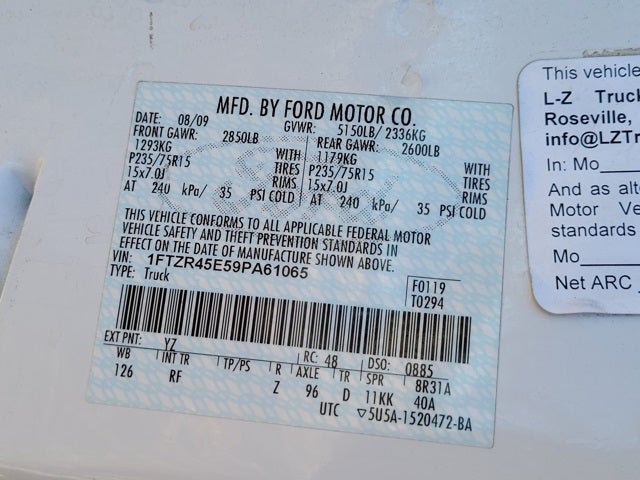 MFD. BY FORD MOTOR CO.
DATE: 08/09 GVWR: 5150LB/ 2336KG
FRONT GAWR: 2850LB REAR GAWR: 2600LB
1293KG WITH 1179KG WITH
P235/75R15 TIRES P235/75R15 TIRES
15x7.0J RIMS 15x7.0J RIMS
AT 240 kPa/ 35 PSI COLD AT 240 kPa/ 35 PSI COLD
THIS VEHICLE CONFORMS TO ALL APPLICABLE FEDERAL MOTOR
VEHICLE SAFETY AND THEFT PREVENTION STANDARDS IN
EFFECT ON THE DATE OF MANUFACTURE SHOWN ABOVE.
VIN: 1FTZR45E59PA61065
TYPE: Truck
F0119
T0294
EXT PNT: YZ RC: 48 DSO: 0885
WB INT TR TP/PS R AXLE TR SPR 8R31A
126 RF Z 96 D 11KK 40A
UTC ▽5U5A-1520472-BA
This vehicle
L-Z Truck
Roseville,
info@LZTr
In: Mo
And as alte
Motor Ve
standards
Mo
Net ARC